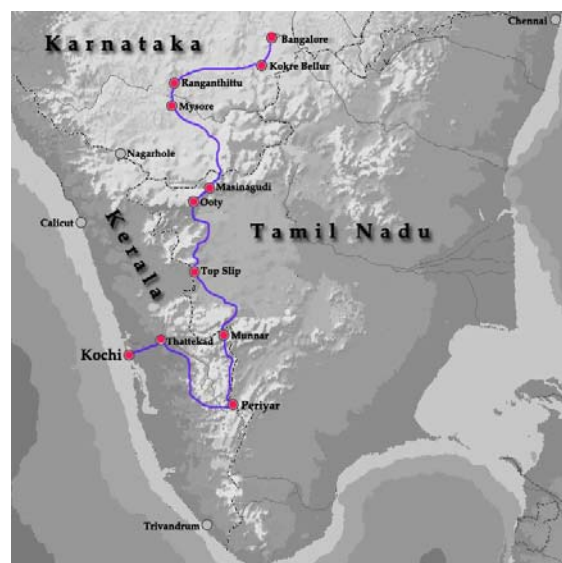 Chennai
Karnataka
Bangalore
Kokre Bellur
Ranganthittu
Mysore
Nagarhole
Masinagudi
Ooty
Calicut
Tamil Nadu
Kerala
Top Slip
Munnar
Thattekad
Kochi
Periyar
Trivandrum